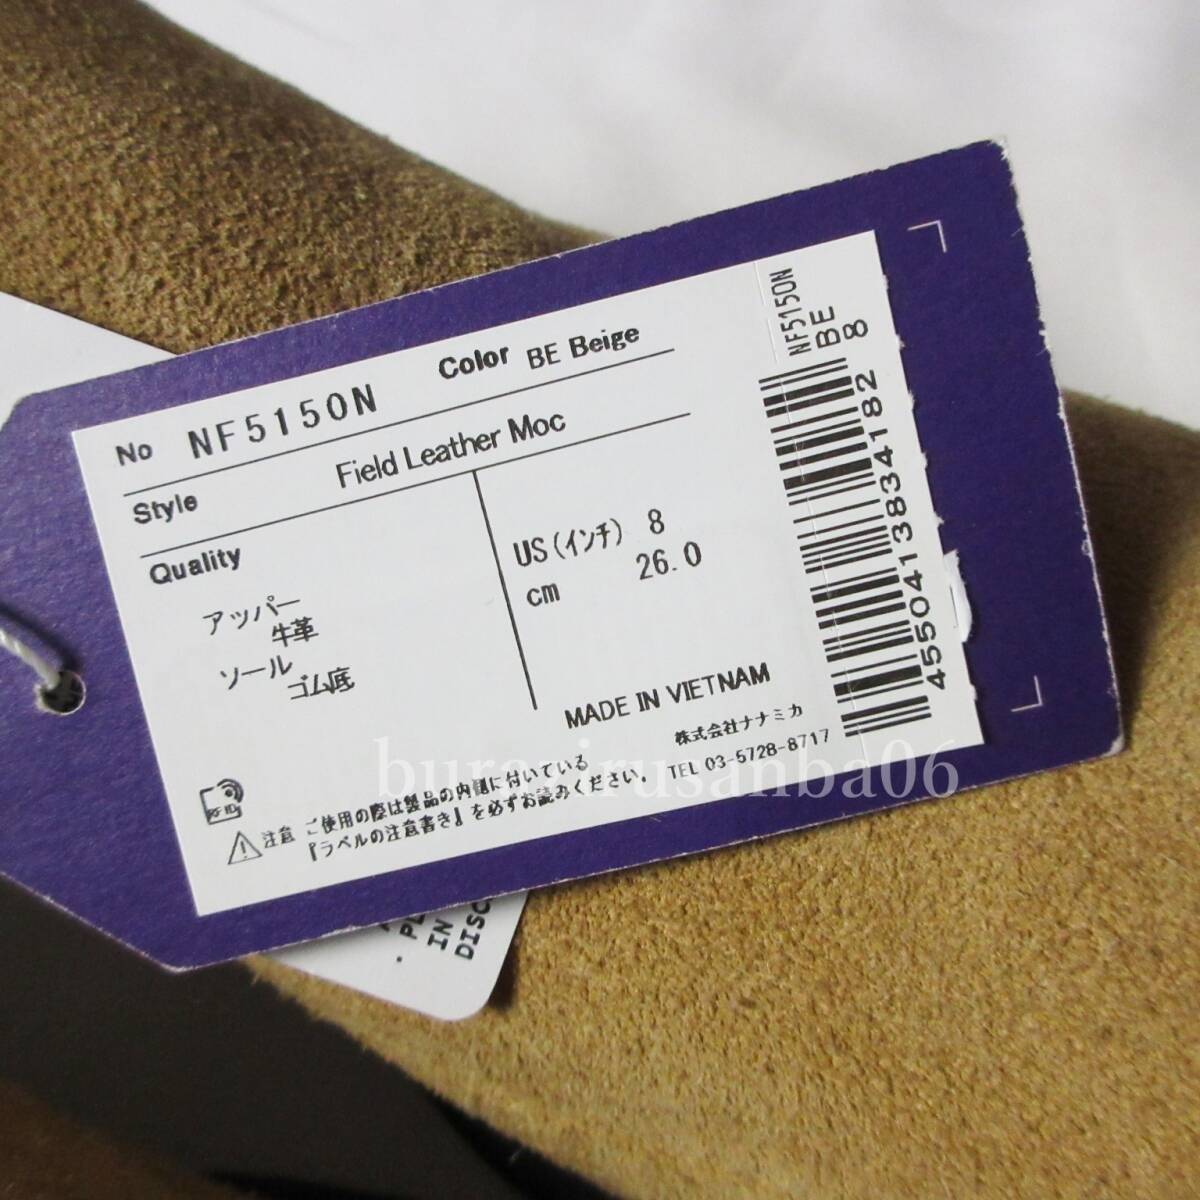 No NF5150N Color BE Beige
Style Field Leather Moc
Quality
アッパー
牛革
ソール
ゴム底
US(インチ) 8
cm 26.0
MADE IN VIETNAM
株式会社ナナミカ
TEL 03-5728-8717
注意 ご使用の際は製品の内側に付いている
『ラベルの注意書き』を必ずお読みください。
NF5150N
BE
8
4550413834182
burazirusanba06
IN
DISC